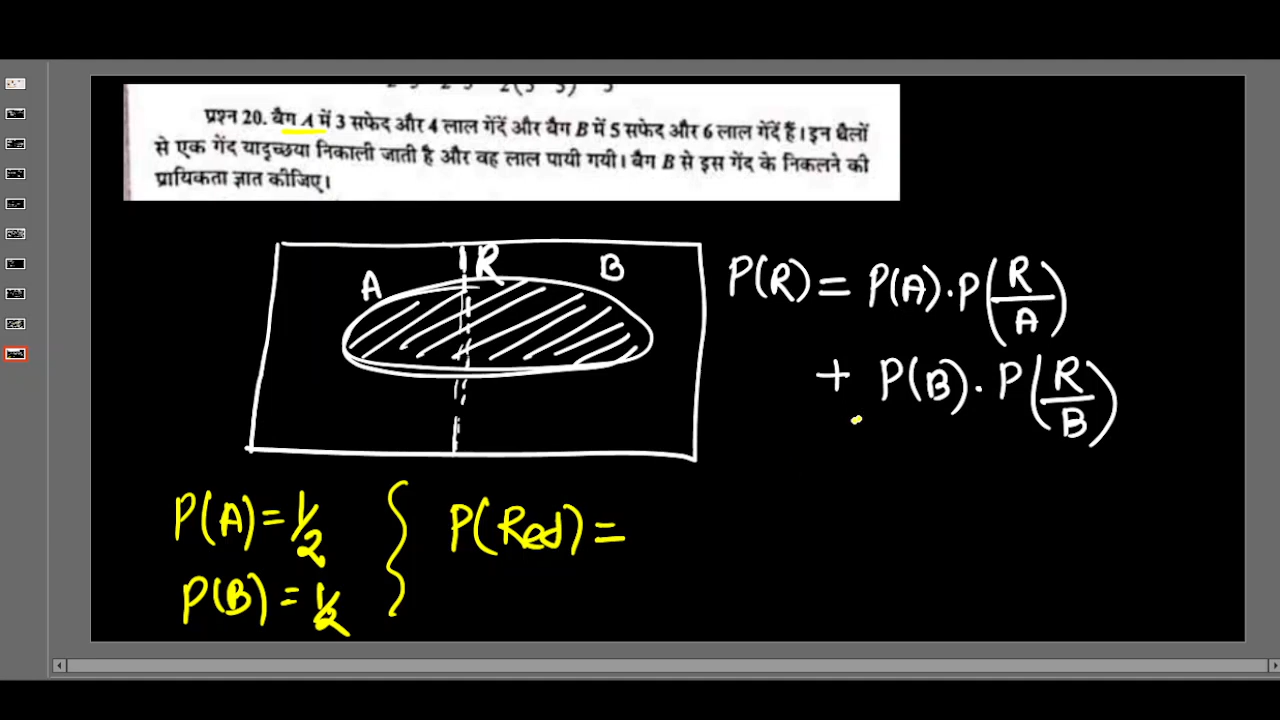 प्रश्न 20. बैग A में 3 सफेद और 4 लाल गेंदें और बैग B में 5 सफेद और 6 लाल गेंदें हैं। इन थैलों
से एक गेंद यादृच्छया निकाली जाती है और वह लाल पायी गयी। बैग B से इस गेंद के निकलने की
प्रायिकता ज्ञात कीजिए।
A R B
P(R) = P(A)·P(R/A)
+ P(B)·P(R/B)
P(A) = 1/2
P(B) = 1/2
P(Red) =